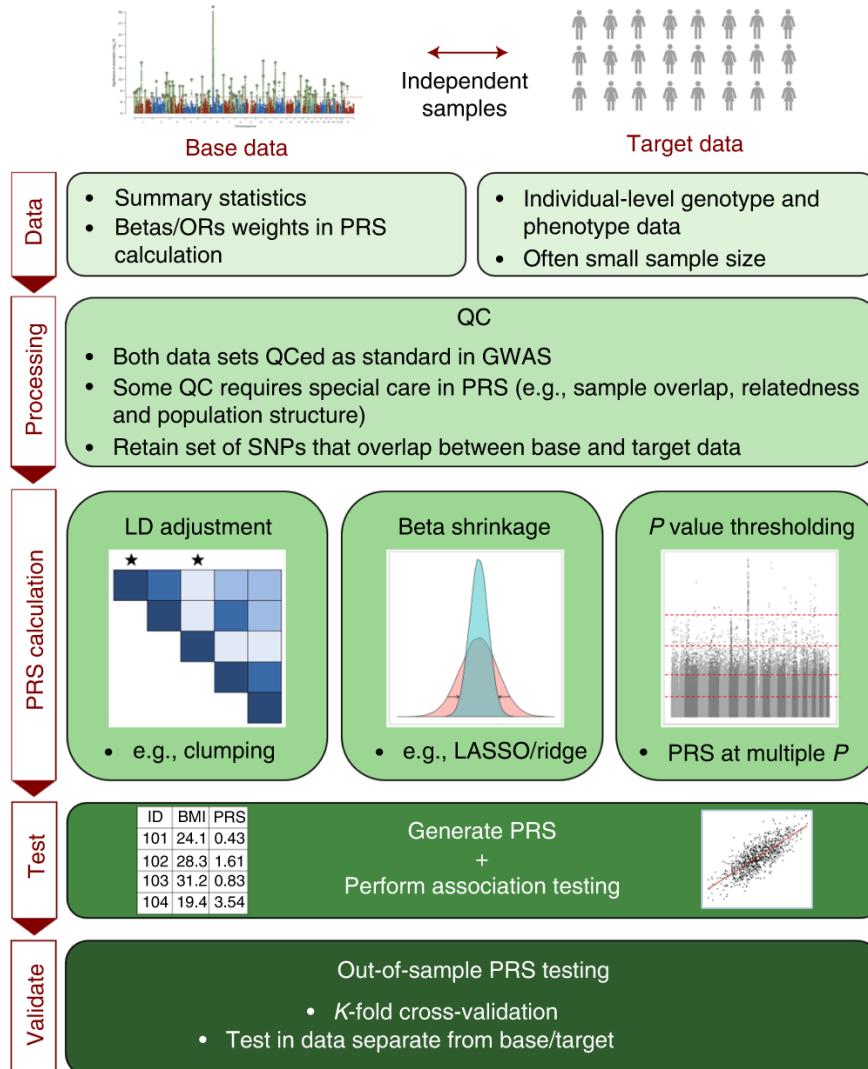 Independent
samples
Base data
Target data
Data
• Summary statistics
• Betas/ORs weights in PRS
calculation
• Individual-level genotype and
phenotype data
• Often small sample size
Processing
QC
• Both data sets QCed as standard in GWAS
• Some QC requires special care in PRS (e.g., sample overlap, relatedness
and population structure)
• Retain set of SNPs that overlap between base and target data
PRS calculation
LD adjustment
• e.g., clumping
Beta shrinkage
• e.g., LASSO/ridge
P value thresholding
• PRS at multiple P
Test
ID BMI PRS
101 24.1 0.43
102 28.3 1.61
103 31.2 0.83
104 19.4 3.54
Generate PRS
+
Perform association testing
Validate
Out-of-sample PRS testing
• K-fold cross-validation
• Test in data separate from base/target